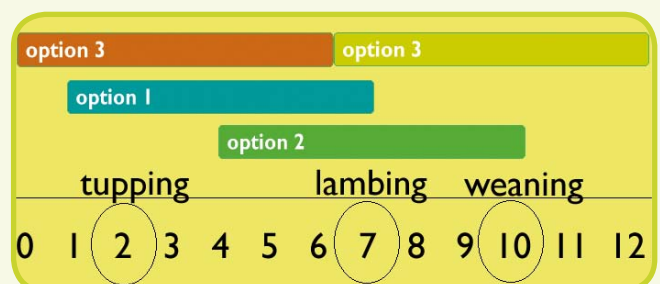 option 3 option 3
option 1
option 2
tupping lambing weaning
0 1 2 3 4 5 6 7 8 9 10 11 12